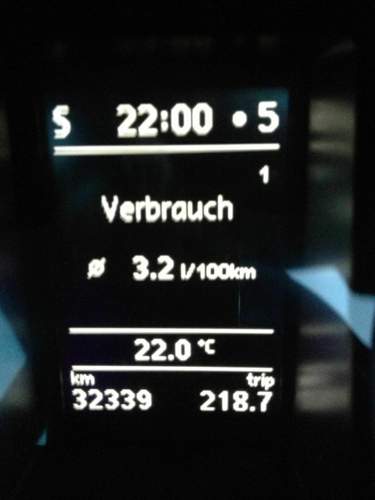 S 22:00 • 5
1
Verbrauch
ø 3.2 l/100km
22.0 °C
km trip
32339 218.7